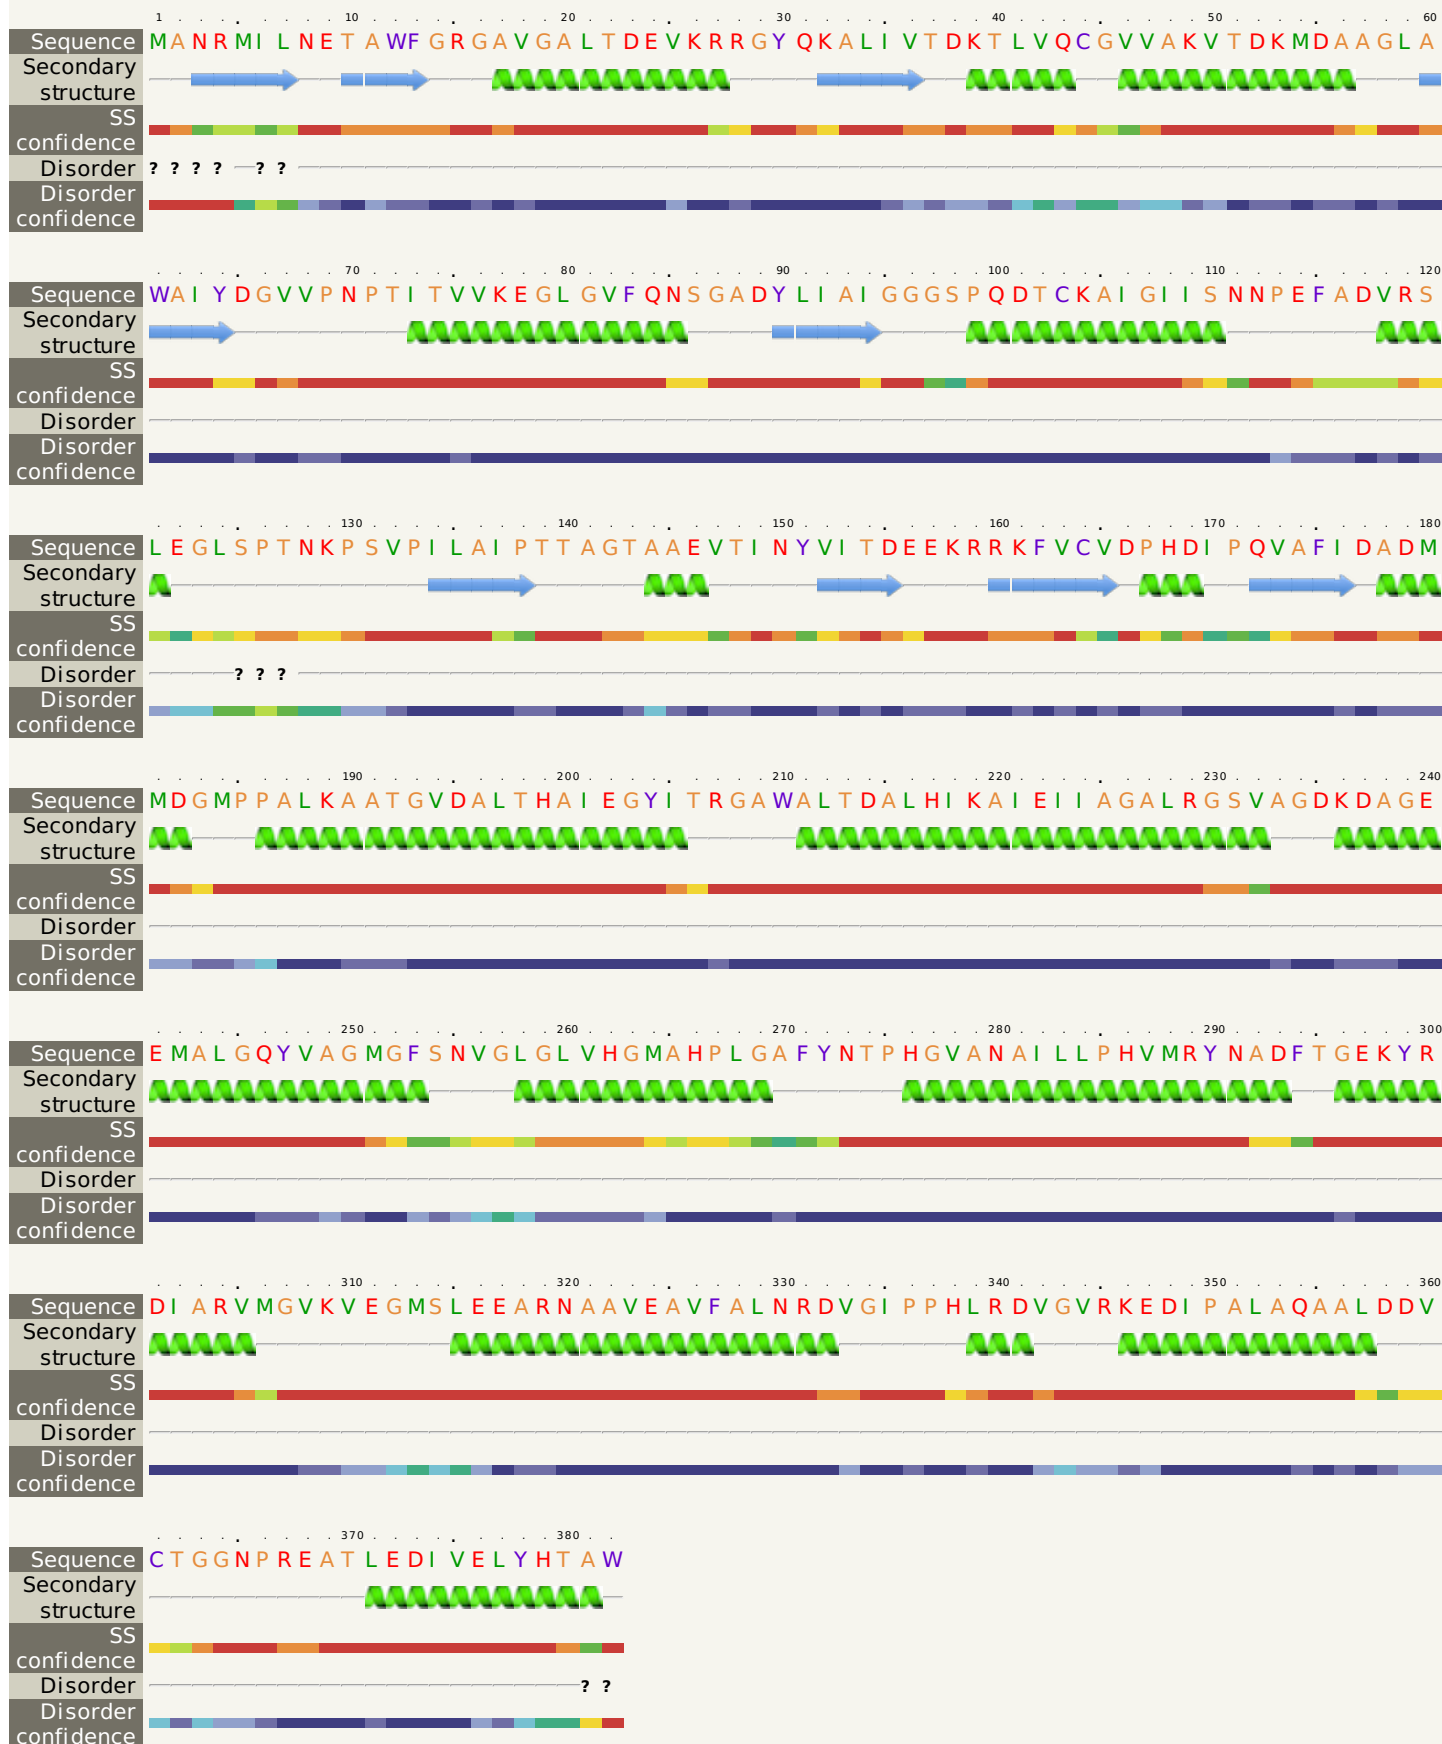 1 . . . . 10 . . . . . . . . . 20 . . . . . . . . . 30 . . . . . . . . . 40 . . . . . . . . . 50 . . . . . . . . . 60
Sequence MANRMILNETAWFGRGAVGALTDEVKRRGYQKALIVTDKTLVQCGVVAKVTDKMDAAGLA
Secondary
structure
SS
confidence
Disorder ? ? ? ? ? ?
Disorder
confidence
. . . . . . . . . 70 . . . . . . . . . 80 . . . . . . . . . 90 . . . . . . . . . 100 . . . . . . . . . 110 . . . . . . . . . 120
Sequence WAIYDGVVPNPTITVVKEGLGVFQNSGADYLIAIGGGSPQDTCKAIGIISNNPEFADVRS
Secondary
structure
SS
confidence
Disorder
Disorder
confidence
. . . . . . . . . 130 . . . . . . . . . 140 . . . . . . . . . 150 . . . . . . . . . 160 . . . . . . . . . 170 . . . . . . . . . 180
Sequence LEGLSPTNKPSVPILAIPTTAGTAAEVTINYVITDEEKRRKFVCVDPHDIPQVAFIDADM
Secondary
structure
SS
confidence
Disorder ? ? ?
Disorder
confidence
. . . . . . . . . 190 . . . . . . . . . 200 . . . . . . . . . 210 . . . . . . . . . 220 . . . . . . . . . 230 . . . . . . . . . 240
Sequence MDGMPPALKAATGVDALTHAIEGYITRGAWALTDALHIKAIEIIAGALRGSVAGDKDAGE
Secondary
structure
SS
confidence
Disorder
Disorder
confidence
. . . . . . . . . 250 . . . . . . . . . 260 . . . . . . . . . 270 . . . . . . . . . 280 . . . . . . . . . 290 . . . . . . . . . 300
Sequence EMALGQYVAGMGFSNVGLGLVHGMAHPLGAFYNTPHGVANAILLPHVMRYNADFTGEKYR
Secondary
structure
SS
confidence
Disorder
Disorder
confidence
. . . . . . . . . 310 . . . . . . . . . 320 . . . . . . . . . 330 . . . . . . . . . 340 . . . . . . . . . 350 . . . . . . . . . 360
Sequence DIARVMGVKVEGMSLEEARNAAVEAVFALNRDVGIPPHLRDVGVRKEDIPALAQAALDDV
Secondary
structure
SS
confidence
Disorder
Disorder
confidence
. . . . . . . . . 370 . . . . . . . . . 380 . .
Sequence CTGGNPREATLEDIVELYHTAW
Secondary
structure
SS
confidence
Disorder ? ?
Disorder
confidence